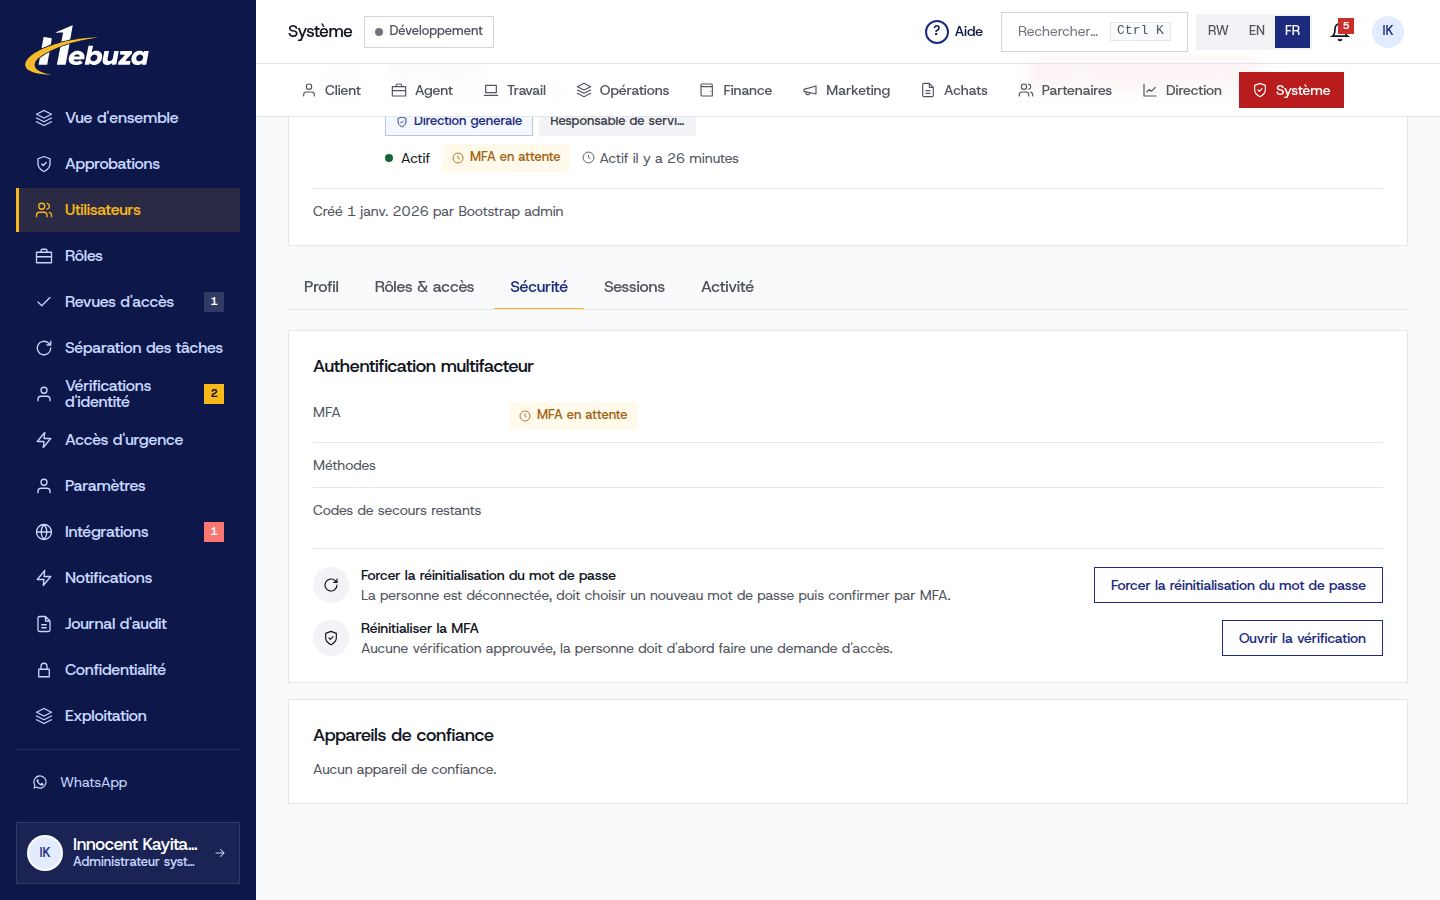 Hebuza
Système
Développement
? Aide
Rechercher... Ctrl K
RW EN FR
5
IK
Client
Agent
Travail
Opérations
Finance
Marketing
Achats
Partenaires
Direction
Système
Vue d'ensemble
Approbations
Utilisateurs
Rôles
Revues d'accès 1
Séparation des tâches
Vérifications
d'identité 2
Accès d'urgence
Paramètres
Intégrations 1
Notifications
Journal d'audit
Confidentialité
Exploitation
WhatsApp
IK Innocent Kayita...
Administrateur syst...
Direction générale
Responsable de servi...
Actif
MFA en attente
Actif il y a 26 minutes
Créé 1 janv. 2026 par Bootstrap admin
Profil
Rôles & accès
Sécurité
Sessions
Activité
Authentification multifacteur
MFA
MFA en attente
Méthodes
Codes de secours restants
Forcer la réinitialisation du mot de passe
La personne est déconnectée, doit choisir un nouveau mot de passe puis confirmer par MFA.
Forcer la réinitialisation du mot de passe
Réinitialiser la MFA
Aucune vérification approuvée, la personne doit d'abord faire une demande d'accès.
Ouvrir la vérification
Appareils de confiance
Aucun appareil de confiance.